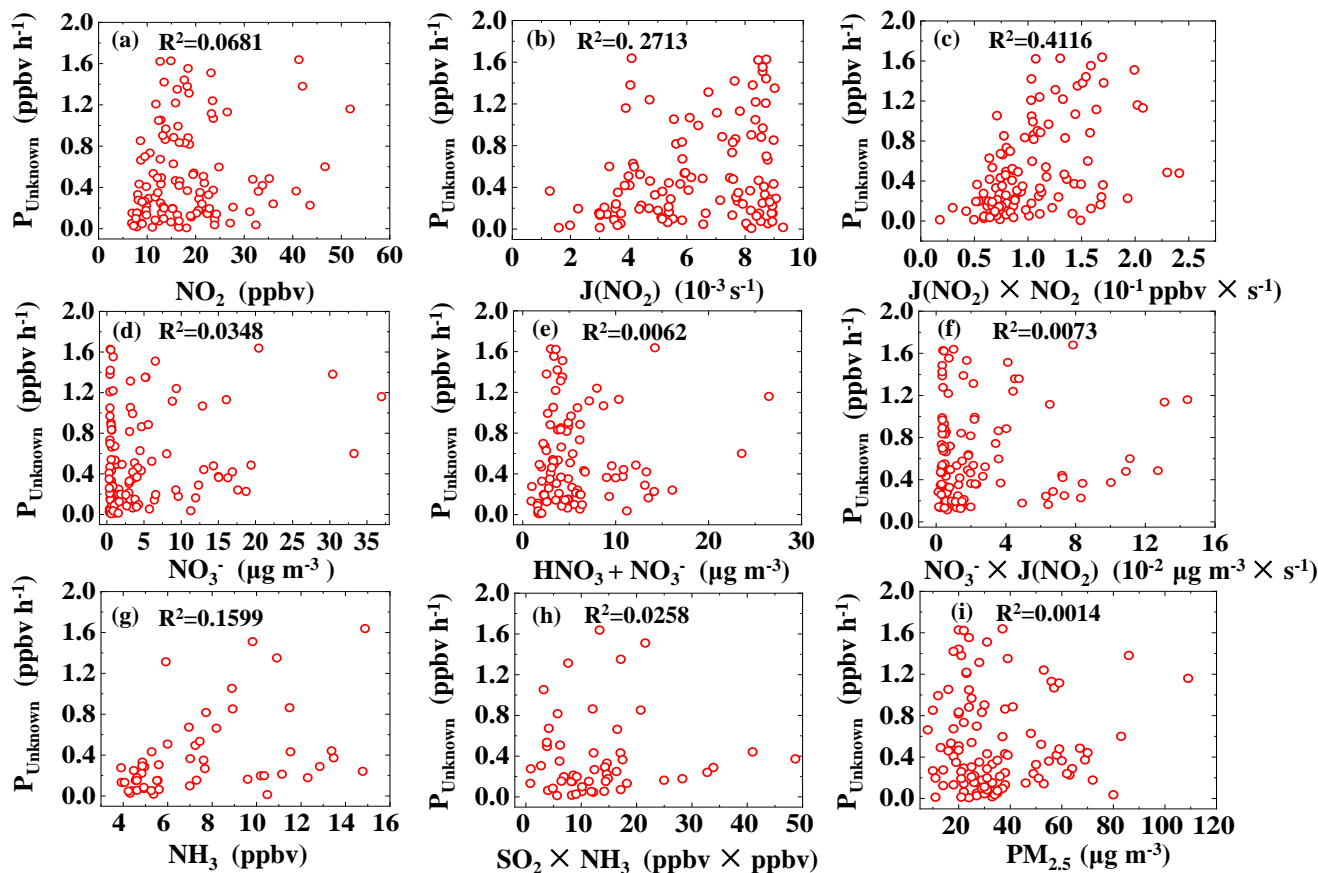 P_Unknown (ppbv h^-1)
2.0
1.6
1.2
0.8
0.4
0.0
(a)
R²=0.0681
0 10 20 30 40 50 60
NO₂ (ppbv)
P_Unknown (ppbv h^-1)
2.0
1.6
1.2
0.8
0.4
0.0
(b)
R²=0. 2713
0 2 4 6 8 10
J(NO₂) (10^-3 s^-1)
P_Unknown (ppbv h^-1)
2.0
1.6
1.2
0.8
0.4
0.0
(c)
R²=0.4116
0.0 0.5 1.0 1.5 2.0 2.5
J(NO₂) × NO₂ (10^-1 ppbv × s^-1)
P_Unknown (ppbv h^-1)
2.0
1.6
1.2
0.8
0.4
0.0
(d)
R²=0.0348
0 5 10 15 20 25 30 35
NO₃^- (µg m^-3 )
P_Unknown (ppbv h^-1)
2.0
1.6
1.2
0.8
0.4
0.0
(e)
R²=0.0062
0 10 20 30
HNO₃ + NO₃^- (µg m^-3)
P_Unknown (ppbv h^-1)
2.0
1.6
1.2
0.8
0.4
0.0
(f)
R²=0.0073
0 4 8 12 16
NO₃^- × J(NO₂) (10^-2 µg m^-3 × s^-1)
P_Unknown (ppbv h^-1)
2.0
1.6
1.2
0.8
0.4
0.0
(g)
R²=0.1599
4 6 8 10 12 14 16
NH₃ (ppbv)
P_Unknown (ppbv h^-1)
2.0
1.6
1.2
0.8
0.4
0.0
(h)
R²=0.0258
0 10 20 30 40 50
SO₂ × NH₃ (ppbv × ppbv)
P_Unknown (ppbv h^-1)
2.0
1.6
1.2
0.8
0.4
0.0
(i)
R²=0.0014
20 40 60 80 100 120
PM₂.₅ (µg m^-3)